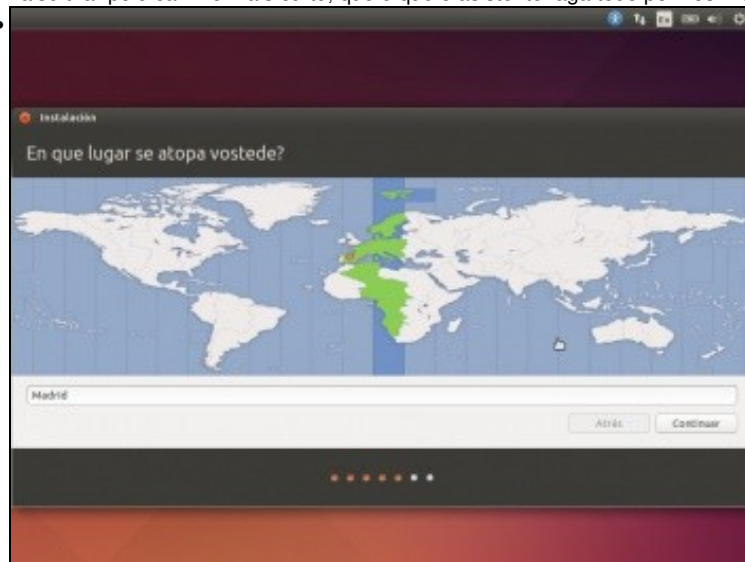 Instalación
En que lugar se atopa vostede?
Madrid
Atrás
Continuar